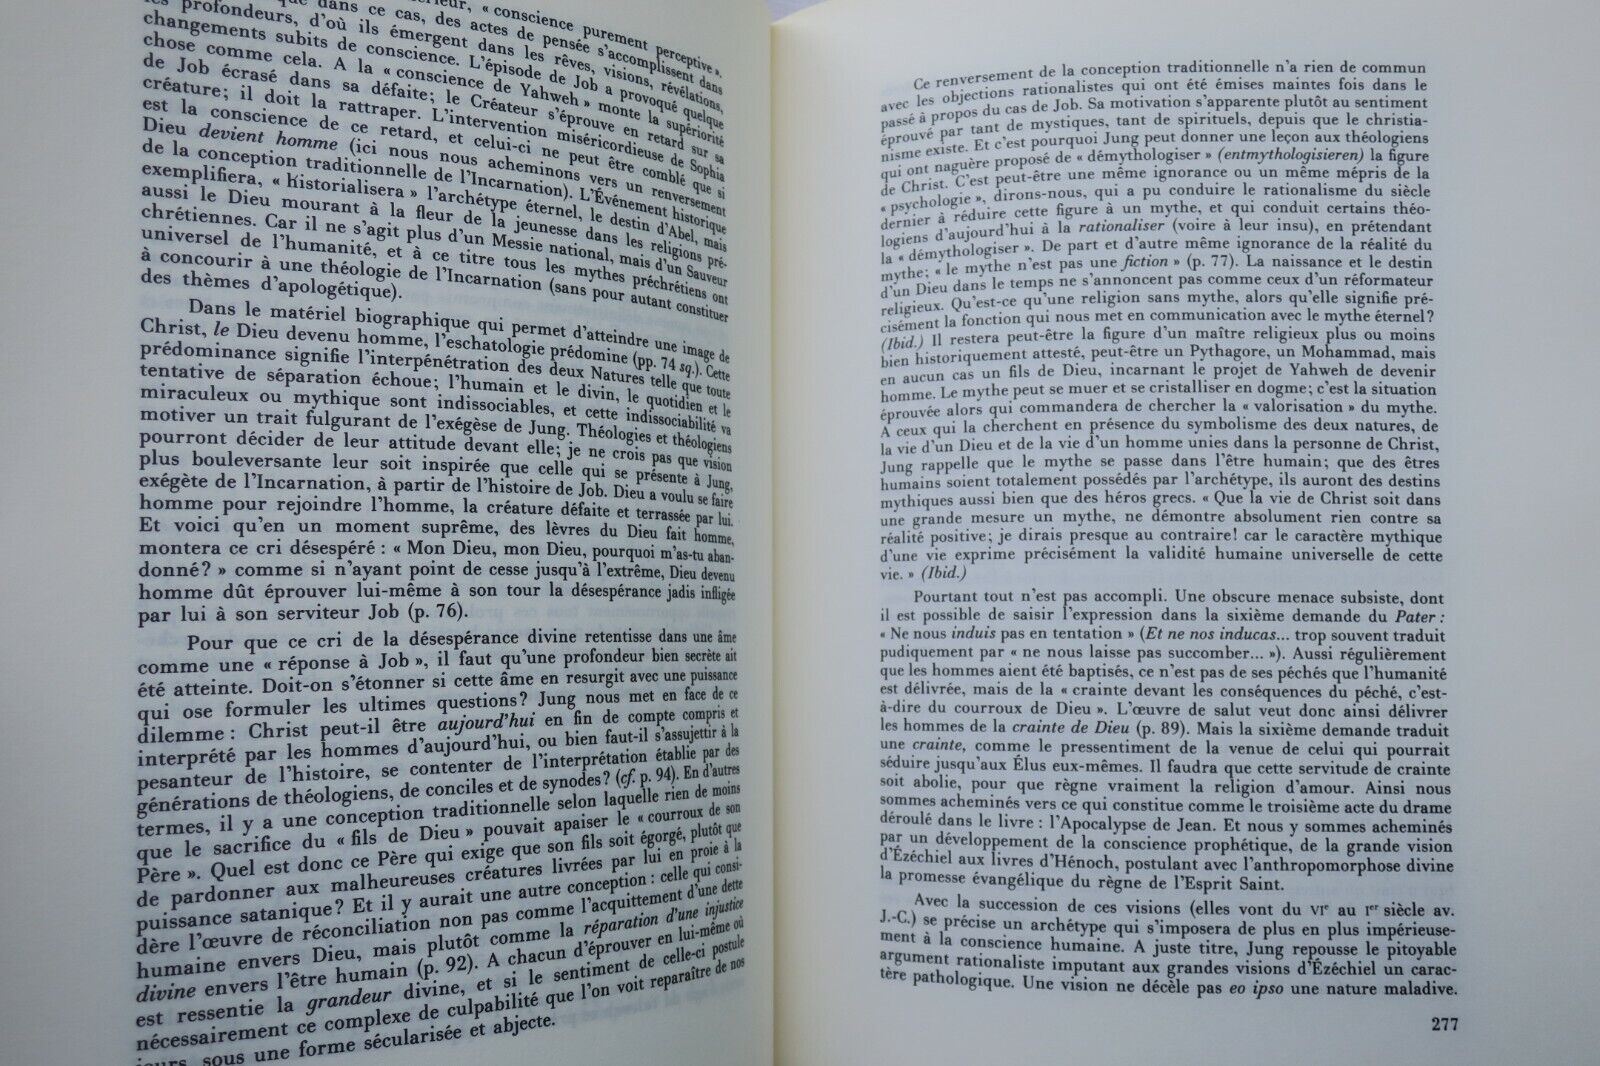 « conscience purement perceptive ».
que dans ce cas, des actes de pensée s'accomplissent dans
les profondeurs, d'où ils émergent dans les rêves, visions, révélations,
changements subits de conscience. L'épisode de Job a provoqué quelque
chose comme cela. A la « conscience de Yahweh » monte la supériorité
de Job écrasé dans sa défaite; le Créateur s'éprouve en retard sur sa
créature; il doit la rattraper. L'intervention miséricordieuse de Sophia
est la conscience de ce retard, et celui-ci ne peut être comblé que si
Dieu devient homme (ici nous nous acheminons vers un renversement
de la conception traditionnelle de l'Incarnation). L'Événement historique
exemplifiera, « historialisera » l'archétype éternel, le destin d'Abel, mais
aussi le Dieu mourant à la fleur de la jeunesse dans les religions pré-
chrétiennes. Car il ne s'agit plus d'un Messie national, mais d'un Sauveur
universel de l'humanité, et à ce titre tous les mythes préchrétiens ont
à concourir à une théologie de l'Incarnation (sans pour autant constituer
des thèmes d'apologétique).
Dans le matériel biographique qui permet d'atteindre une image de
Christ, le Dieu devenu homme, l'eschatologie prédomine (pp. 74 sq.). Cette
prédominance signifie l'interpénétration des deux Natures telle que toute
tentative de séparation échoue; l'humain et le divin, le quotidien et le
miraculeux ou mythique sont indissociables, et cette indissociabilité va
motiver un trait fulgurant de l'exégèse de Jung. Théologies et théologiens
pourront décider de leur attitude devant elle; je ne crois pas que vision
plus bouleversante leur soit inspirée que celle qui se présente à Jung,
exégète de l'Incarnation, à partir de l'histoire de Job. Dieu a voulu se faire
homme pour rejoindre l'homme, la créature défaite et terrassée par lui.
Et voici qu'en un moment suprême, des lèvres du Dieu fait homme,
montera ce cri désespéré : « Mon Dieu, mon Dieu, pourquoi m'as-tu aban-
donné? » comme si n'ayant point de cesse jusqu'à l'extrême, Dieu devenu
homme dût éprouver lui-même à son tour la désespérance jadis infligée
par lui à son serviteur Job (p. 76).
Pour que ce cri de la désespérance divine retentisse dans une âme
comme une « réponse à Job », il faut qu'une profondeur bien secrète ait
été atteinte. Doit-on s'étonner si cette âme en resurgit avec une puissance
qui ose formuler les ultimes questions? Jung nous met en face de ce
dilemme : Christ peut-il être aujourd'hui en fin de compte compris et
interprété par les hommes d'aujourd'hui, ou bien faut-il s'assujettir à la
pesanteur de l'histoire, se contenter de l'interprétation établie par des
générations de théologiens, de conciles et de synodes? (cf. p. 94). En d'autres
termes, il y a une conception traditionnelle selon laquelle rien de moins
que le sacrifice du « fils de Dieu » pouvait apaiser le « courroux de son
Père ». Quel est donc ce Père qui exige que son fils soit égorgé, plutôt que
de pardonner aux malheureuses créatures livrées par lui en proie à la
puissance satanique? Et il y aurait une autre conception : celle qui consi-
dère l'œuvre de réconciliation non pas comme l'acquittement d'une dette
humaine envers Dieu, mais plutôt comme la réparation d'une injustice
divine envers l'être humain (p. 92). A chacun d'éprouver en lui-même où
est ressentie la grandeur divine, et si le sentiment de celle-ci postule
nécessairement ce complexe de culpabilité que l'on voit reparaître de nos
jours, sous une forme sécularisée et abjecte.
Ce renversement de la conception traditionnelle n'a rien de commun
avec les objections rationalistes qui ont été émises maintes fois dans le
passé à propos du cas de Job. Sa motivation s'apparente plutôt au sentiment
éprouvé par tant de mystiques, tant de spirituels, depuis que le christia-
nisme existe. Et c'est pourquoi Jung peut donner une leçon aux théologiens
qui ont naguère proposé de « démythologiser » (entmythologisieren) la figure
de Christ. C'est peut-être une même ignorance ou un même mépris de la
« psychologie », dirons-nous, qui a pu conduire le rationalisme du siècle
dernier à réduire cette figure à un mythe, et qui conduit certains théo-
logiens d'aujourd'hui à la rationaliser (voire à leur insu), en prétendant
la « démythologiser ». De part et d'autre même ignorance de la réalité du
mythe; « le mythe n'est pas une fiction » (p. 77). La naissance et le destin
d'un Dieu dans le temps ne s'annoncent pas comme ceux d'un réformateur
religieux. Qu'est-ce qu'une religion sans mythe, alors qu'elle signifie pré-
cisément la fonction qui nous met en communication avec le mythe éternel?
(Ibid.) Il restera peut-être la figure d'un maître religieux plus ou moins
bien historiquement attesté, peut-être un Pythagore, un Mohammad, mais
en aucun cas un fils de Dieu, incarnant le projet de Yahweh de devenir
homme. Le mythe peut se muer et se cristalliser en dogme; c'est la situation
éprouvée alors qui commandera de chercher la « valorisation » du mythe.
A ceux qui la cherchent en présence du symbolisme des deux natures, de
la vie d'un Dieu et de la vie d'un homme unies dans la personne de Christ,
Jung rappelle que le mythe se passe dans l'être humain; que des êtres
humains soient totalement possédés par l'archétype, ils auront des destins
mythiques aussi bien que des héros grecs. « Que la vie de Christ soit dans
une grande mesure un mythe, ne démontre absolument rien contre sa
réalité positive; je dirais presque au contraire! car le caractère mythique
d'une vie exprime précisément la validité humaine universelle de cette
vie. » (Ibid.)
Pourtant tout n'est pas accompli. Une obscure menace subsiste, dont
il est possible de saisir l'expression dans la sixième demande du Pater :
« Ne nous induis pas en tentation » (Et ne nos inducas... trop souvent traduit
pudiquement par « ne nous laisse pas succomber... »). Aussi régulièrement
que les hommes aient été baptisés, ce n'est pas de ses péchés que l'humanité
est délivrée, mais de la « crainte devant les conséquences du péché, c'est-
à-dire du courroux de Dieu ». L'œuvre de salut veut donc ainsi délivrer
les hommes de la crainte de Dieu (p. 89). Mais la sixième demande traduit
une crainte, comme le pressentiment de la venue de celui qui pourrait
séduire jusqu'aux Élus eux-mêmes. Il faudra que cette servitude de crainte
soit abolie, pour que règne vraiment la religion d'amour. Ainsi nous
sommes acheminés vers ce qui constitue comme le troisième acte du drame
déroulé dans le livre : l'Apocalypse de Jean. Et nous y sommes acheminés
par un développement de la conscience prophétique, de la grande vision
d'Ézéchiel aux livres d'Hénoch, postulant avec l'anthropomorphose divine
la promesse évangélique du règne de l'Esprit Saint.
Avec la succession de ces visions (elles vont du VIe au Ier siècle av.
J.-C.) se précise un archétype qui s'imposera de plus en plus impérieuse-
ment à la conscience humaine. A juste titre, Jung repousse le pitoyable
argument rationaliste imputant aux grandes visions d'Ézéchiel un carac-
tère pathologique. Une vision ne décèle pas eo ipso une nature maladive.
277